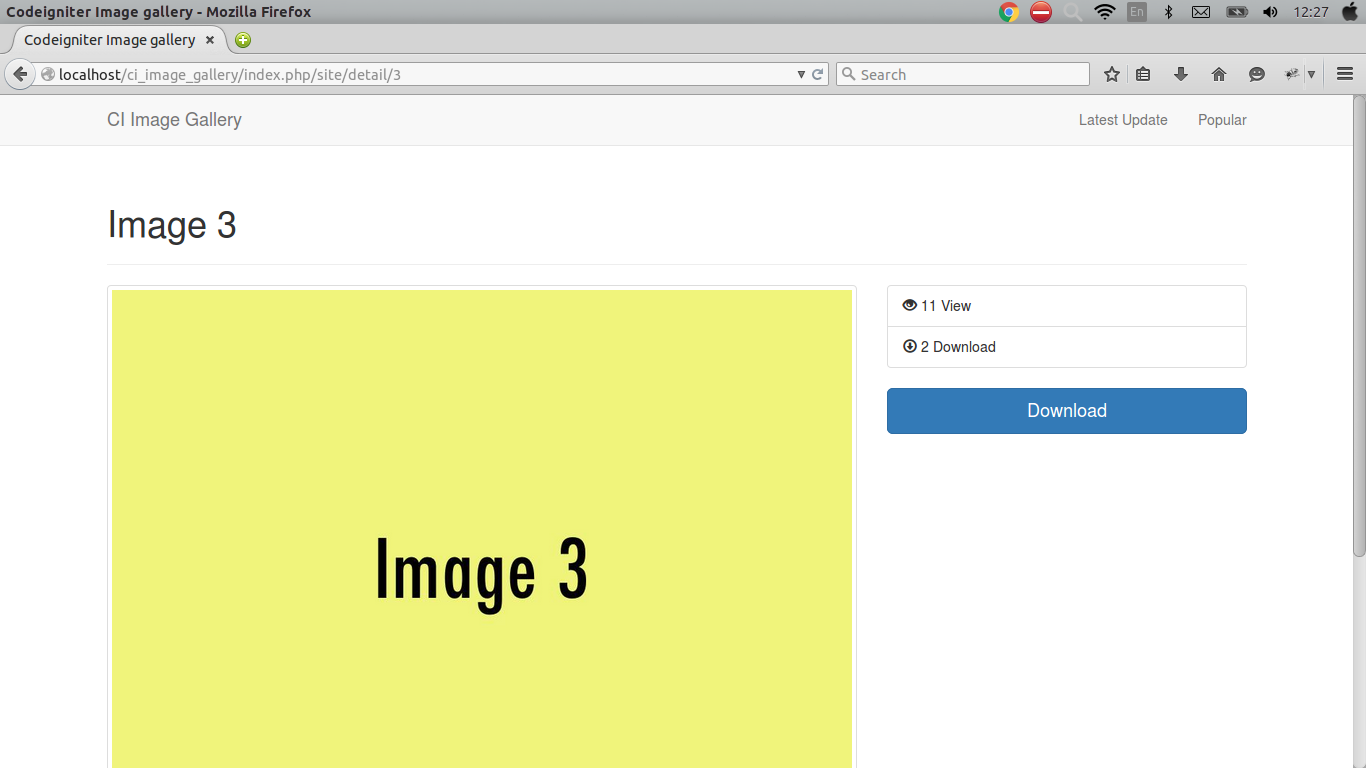 Codeigniter Image gallery - Mozilla Firefox
En
12:27
Codeigniter Image gallery
localhost/ci_image_gallery/index.php/site/detail/3
Search
CI Image Gallery
Latest Update
Popular
Image 3
11 View
2 Download
Download
Image 3